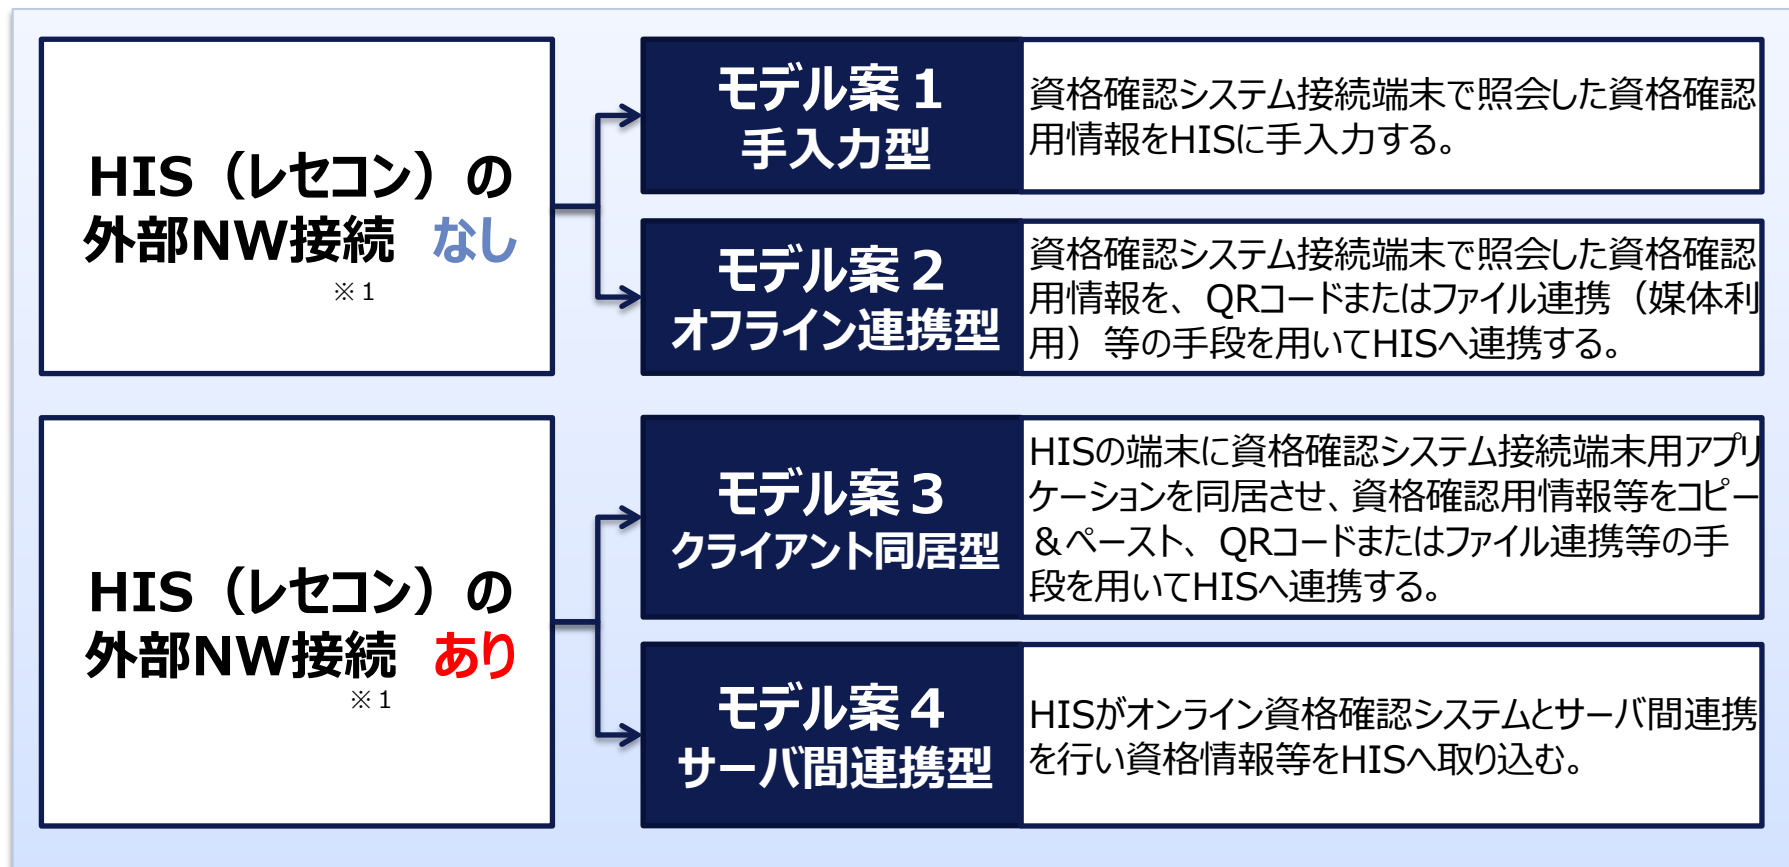 HIS（レセコン）の
外部NW接続　なし
※１
モデル案１
手入力型
資格確認システム接続端末で照会した資格確認
用情報をHISに手入力する。
モデル案２
オフライン連携型
資格確認システム接続端末で照会した資格確認
用情報を、QRコードまたはファイル連携（媒体利
用）等の手段を用いてHISへ連携する。
HIS（レセコン）の
外部NW接続　あり
※１
モデル案３
クライアント同居型
HISの端末に資格確認システム接続端末用アプリ
ケーションを同居させ、資格確認用情報等をコピー
＆ペースト、QRコードまたはファイル連携等の手
段を用いてHISへ連携する。
モデル案４
サーバ間連携型
HISがオンライン資格確認システムとサーバ間連携
を行い資格情報等をHISへ取り込む。